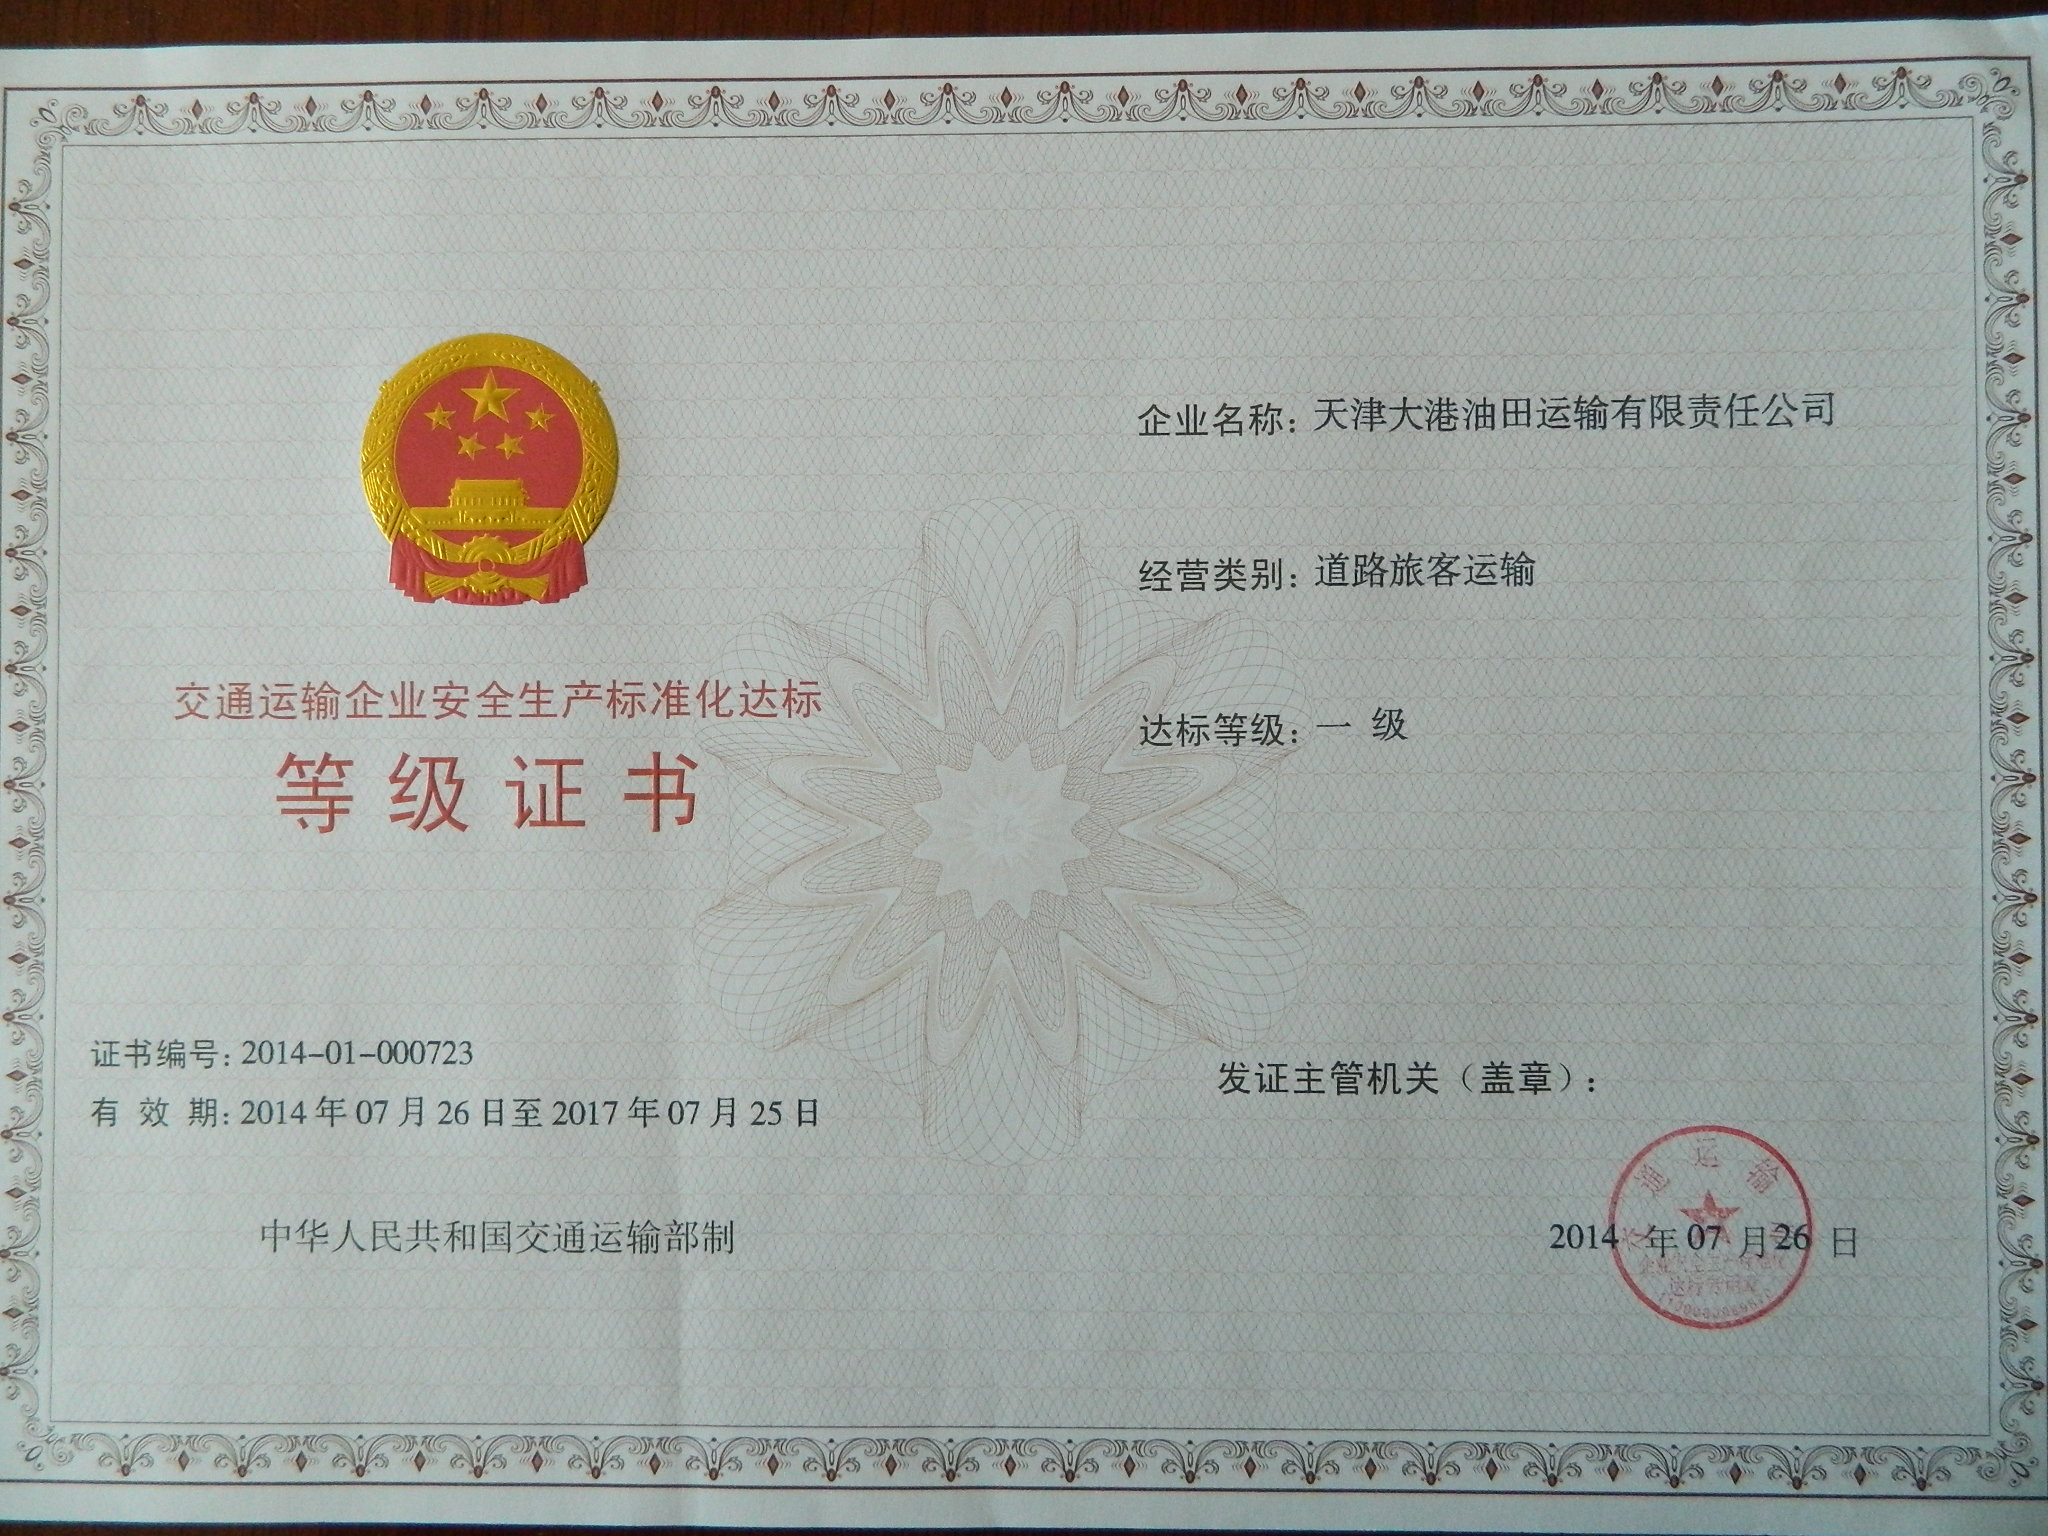 交通运输企业安全生产标准化达标
等级证书
证书编号：2014-01-000723
有 效 期：2014 年 07 月 26 日至 2017 年 07 月 25 日
中华人民共和国交通运输部制
企业名称：天津大港油田运输有限责任公司
经营类别：道路旅客运输
达标等级：一 级
发证主管机关（盖章）：
2014 年 07 月 26 日
交通运输